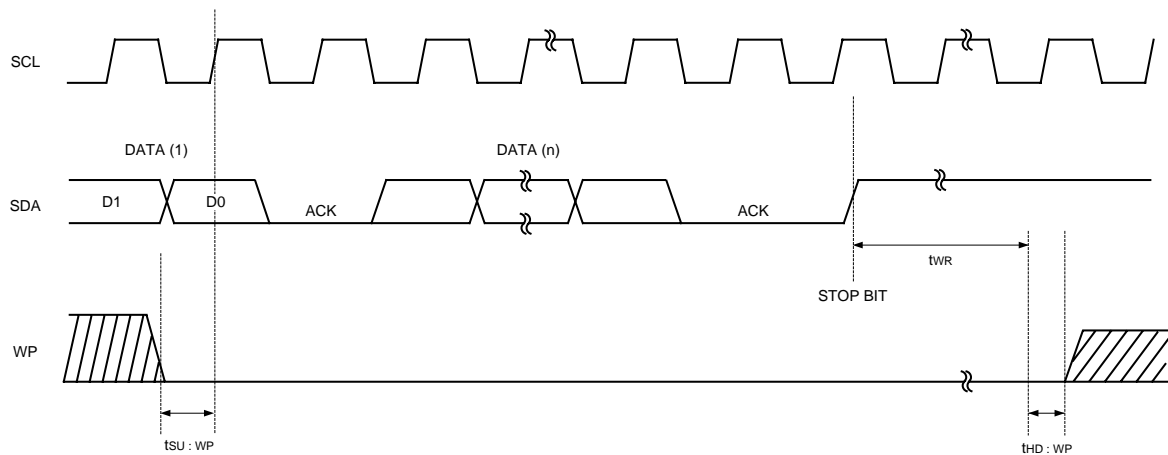 SCL
DATA (1)
DATA (n)
SDA
D1
D0
ACK
ACK
tWR
STOP BIT
WP
tSU : WP
tHD : WP